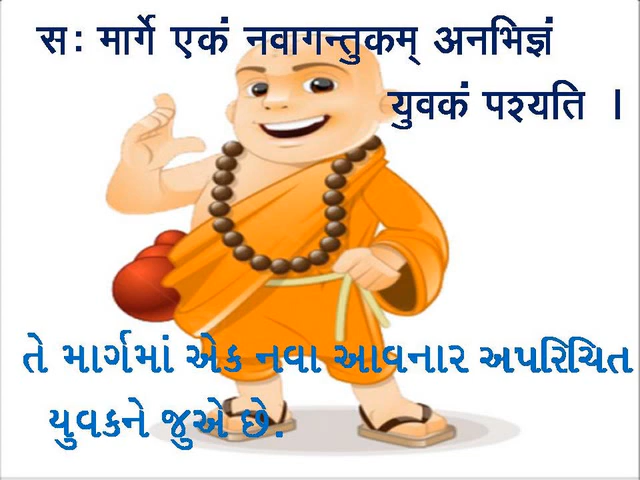 सः मार्गे एकं नवागन्तुकम् अनभिज्ञं
युवकं पश्यति ।
તે માર્ગમાં એક નવા આવનાર અપરિચિત
યુવકને જુએ છે.